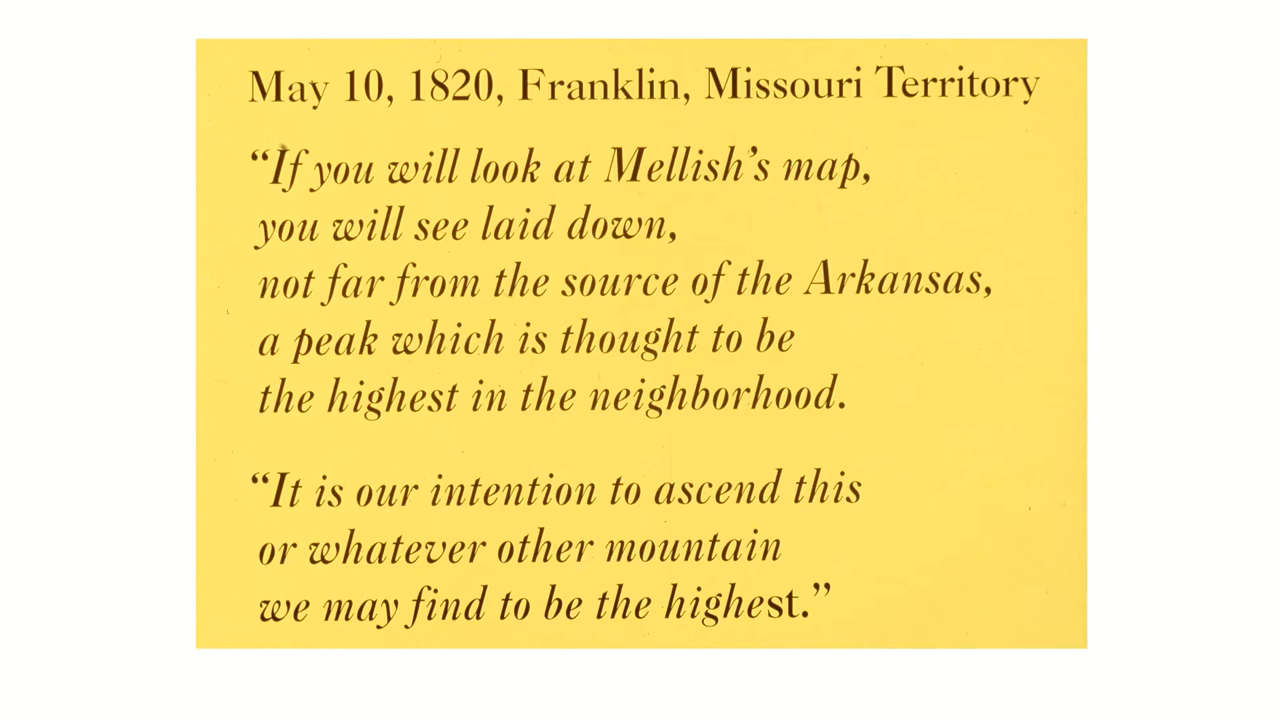 May 10, 1820, Franklin, Missouri Territory
“If you will look at Mellish’s map,
you will see laid down,
not far from the source of the Arkansas,
a peak which is thought to be
the highest in the neighborhood.
“It is our intention to ascend this
or whatever other mountain
we may find to be the highest.”